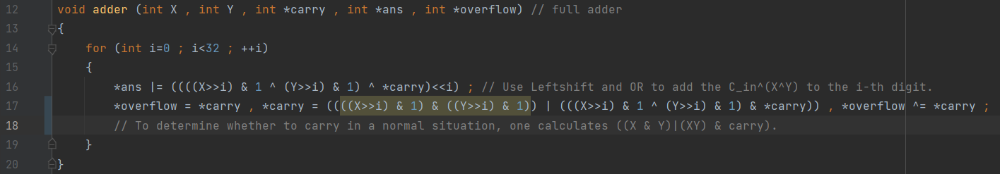 12 void adder (int X , int Y , int *carry , int *ans , int *overflow) // full adder
13 {
14 for (int i=0 ; i<32 ; ++i)
15 {
16 *ans |= ((((X>>i) & 1 ^ (Y>>i) & 1) ^ *carry)<<i) ; // Use Leftshift and OR to add the C_in^(X^Y) to the i-th digit.
17 *overflow = *carry , *carry = ((((X>>i) & 1) & ((Y>>i) & 1)) | (((X>>i) & 1 ^ (Y>>i) & 1) & *carry)) , *overflow ^= *carry ;
18 // To determine whether to carry in a normal situation, one calculates ((X & Y)|(XY) & carry).
19 }
20 }